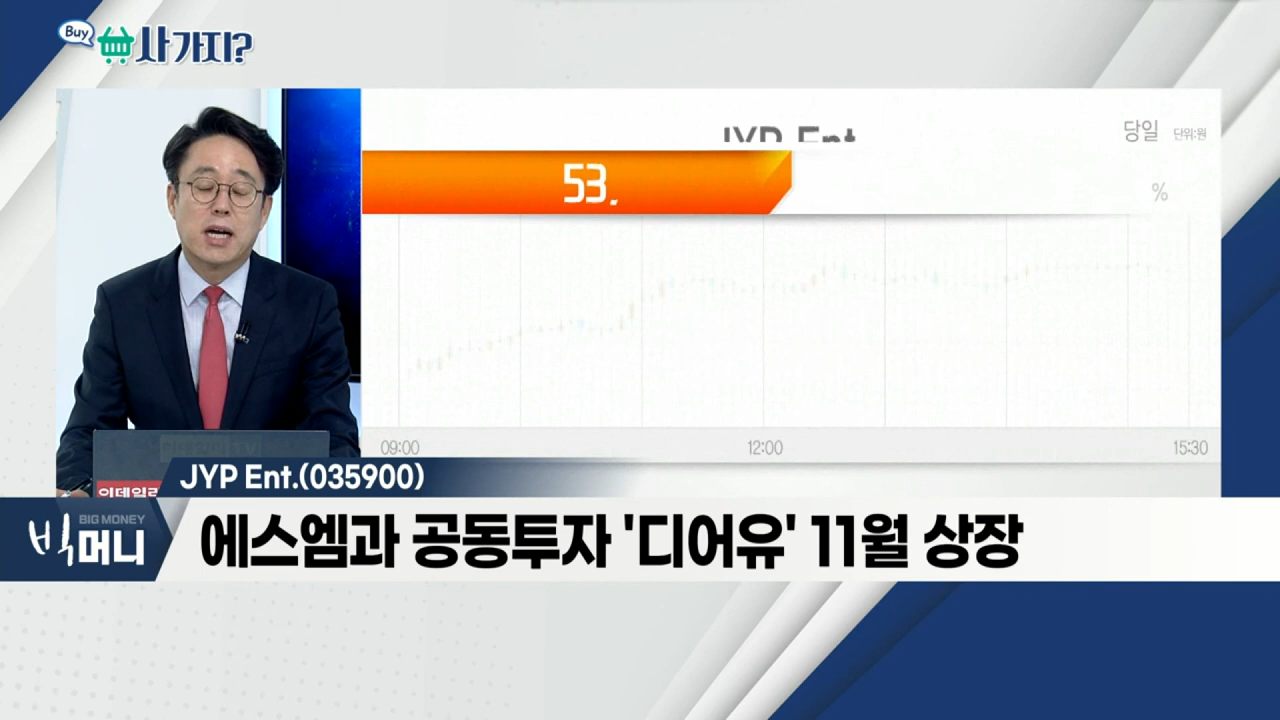 Buy
사가지?
JYP Ent.
당일 단위:원
53.
%
09:00 12:00 15:30
JYP Ent.(035900)
BIG MONEY
빅머니
에스엠과 공동투자 '디어유' 11월 상장